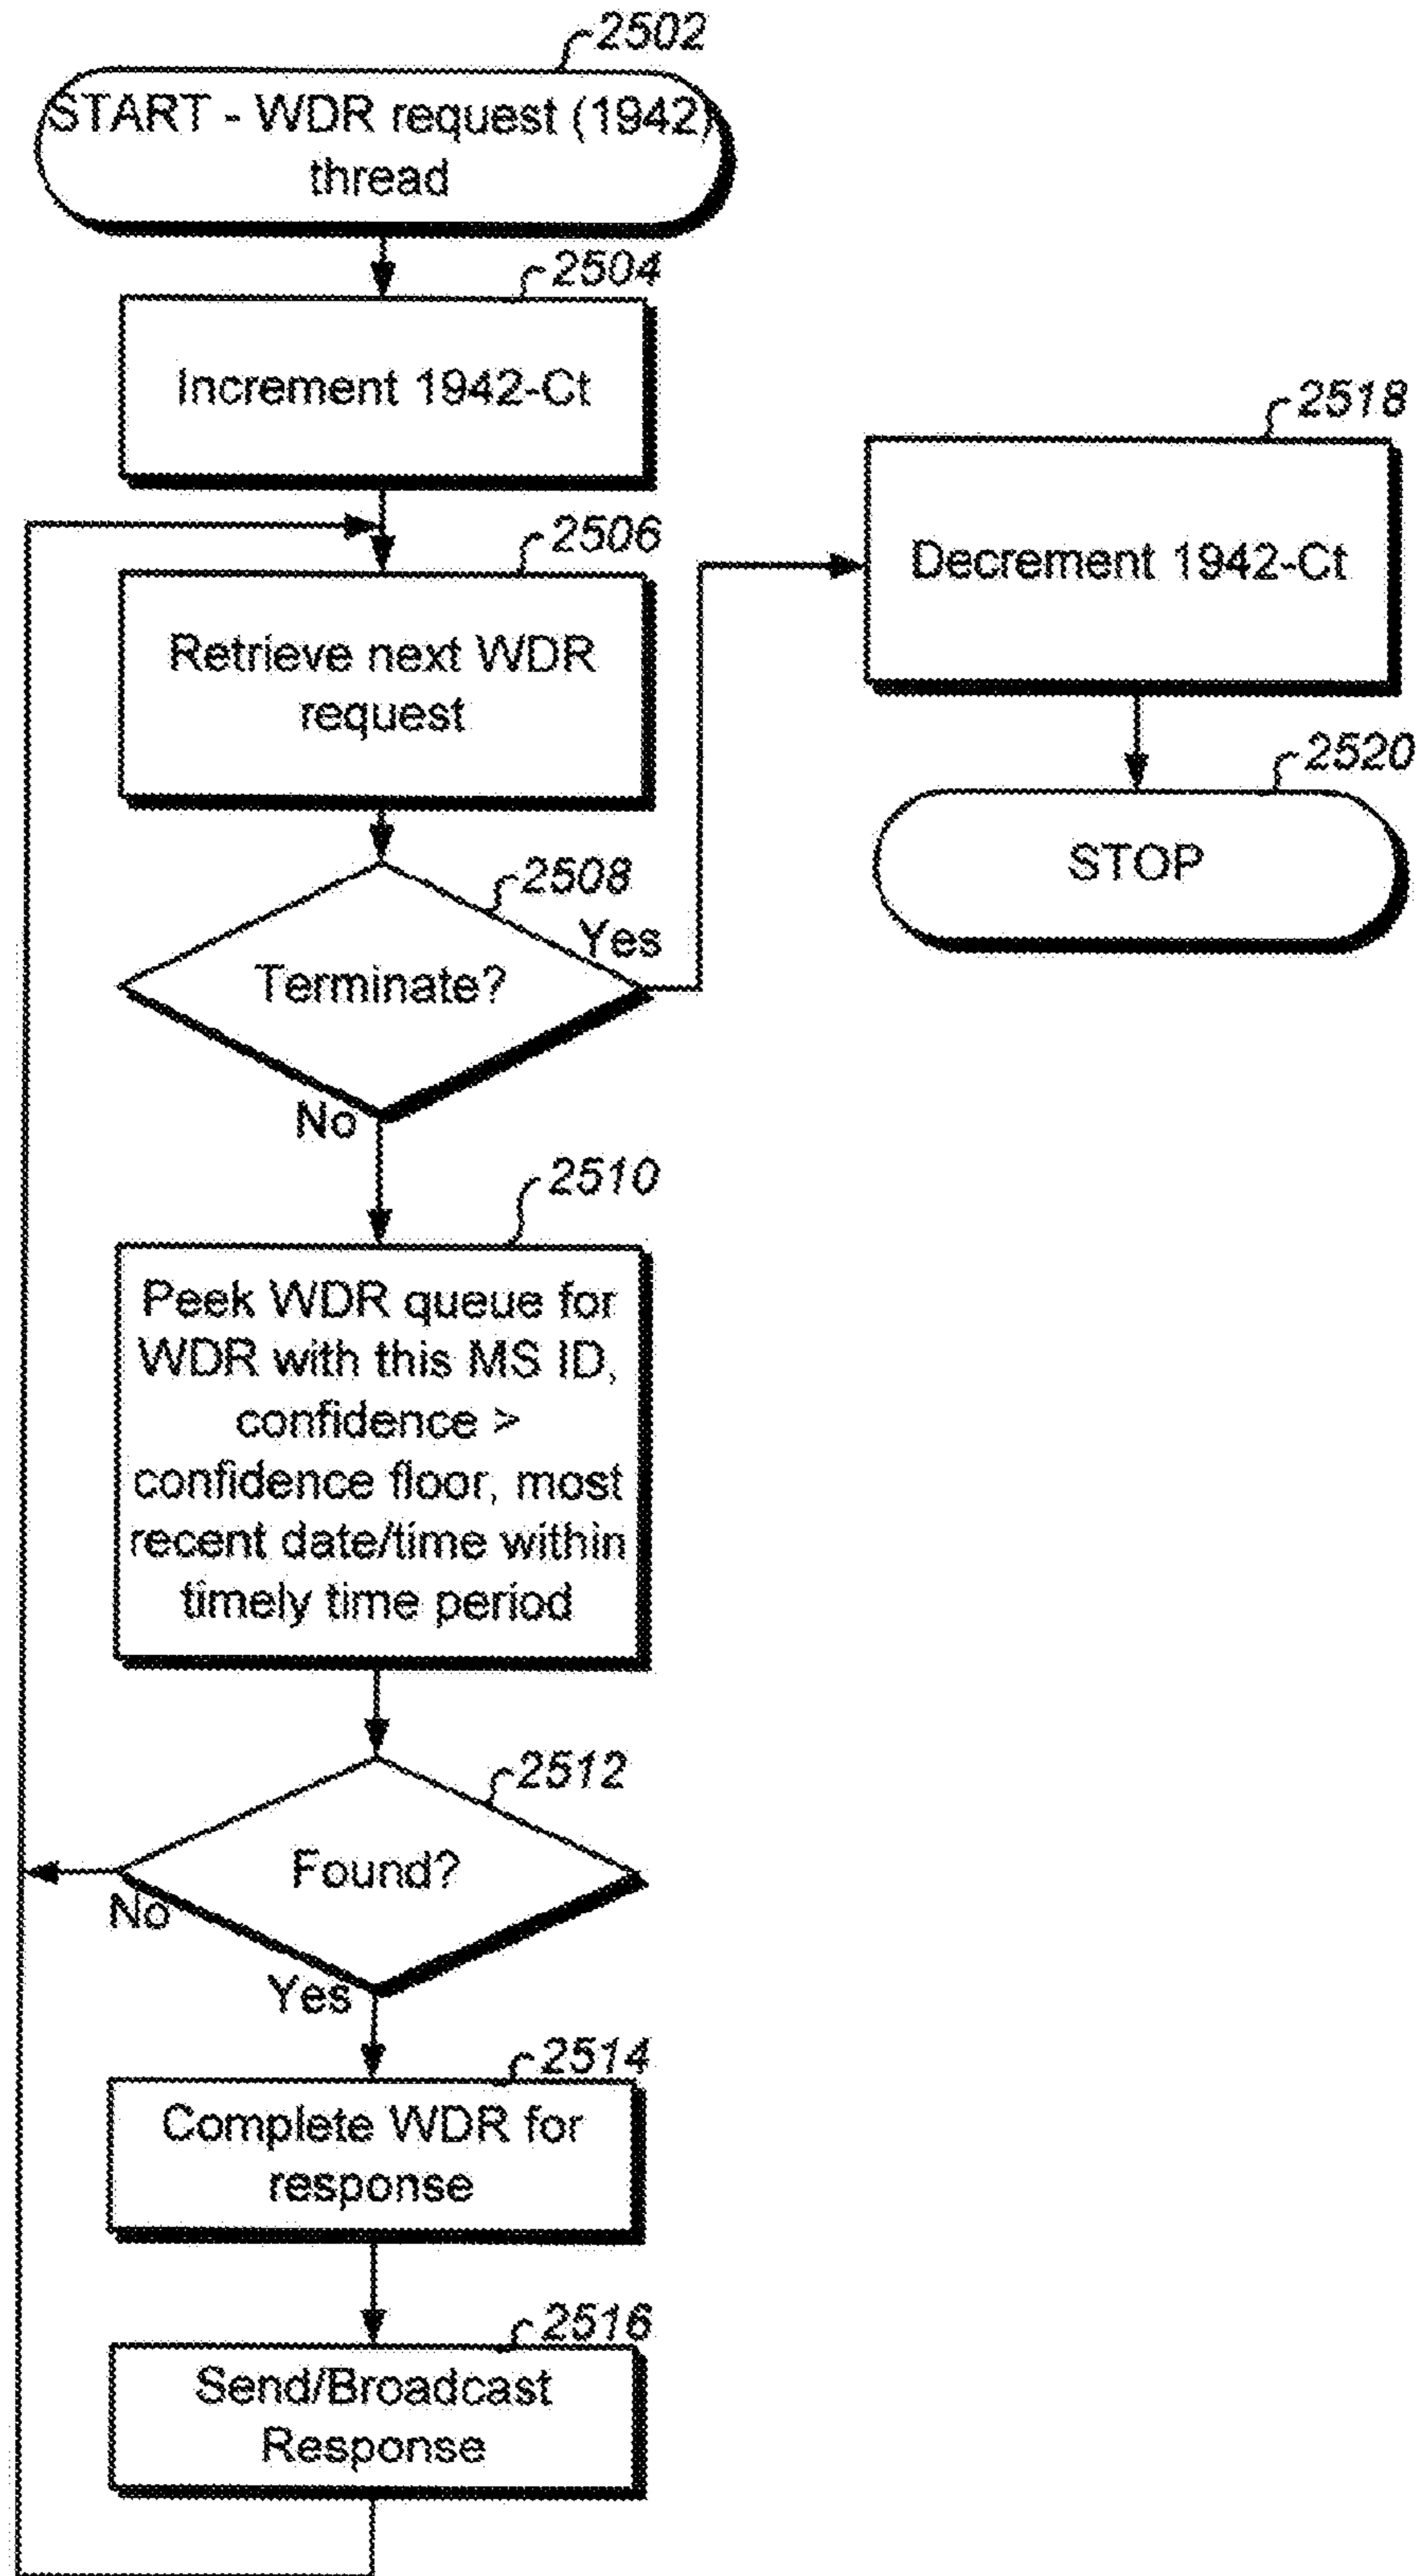 2502
START - WDR request (1942)
thread
2504
Increment 1942-Ct
2506
Retrieve next WDR
request
2508
Terminate?
Yes
No
2510
Peek WDR queue for
WDR with this MS ID,
confidence >
confidence floor, most
recent date/time within
timely time period
2512
Found?
No
Yes
2514
Complete WDR for
response
2516
Send/Broadcast
Response
2518
Decrement 1942-Ct
2520
STOP